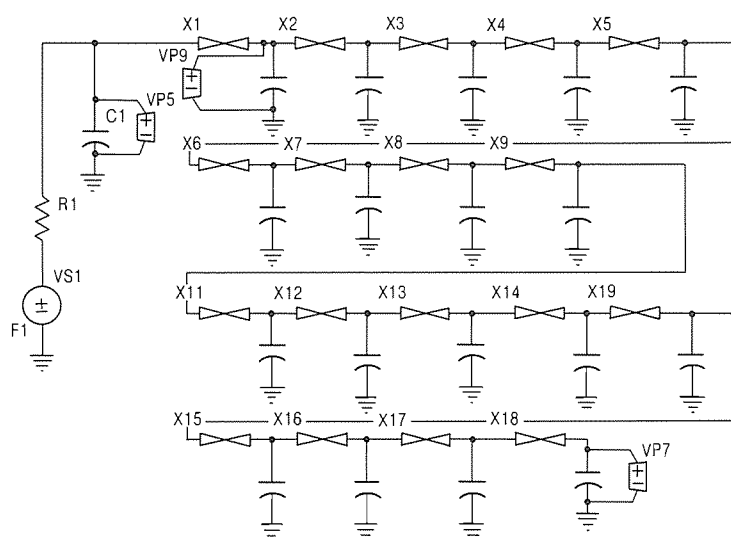 X1 X2 X3 X4 X5
VP9
VP5
C1
X6 X7 X8 X9
R1
VS1
F1
X11 X12 X13 X14 X19
X15 X16 X17 X18
VP7